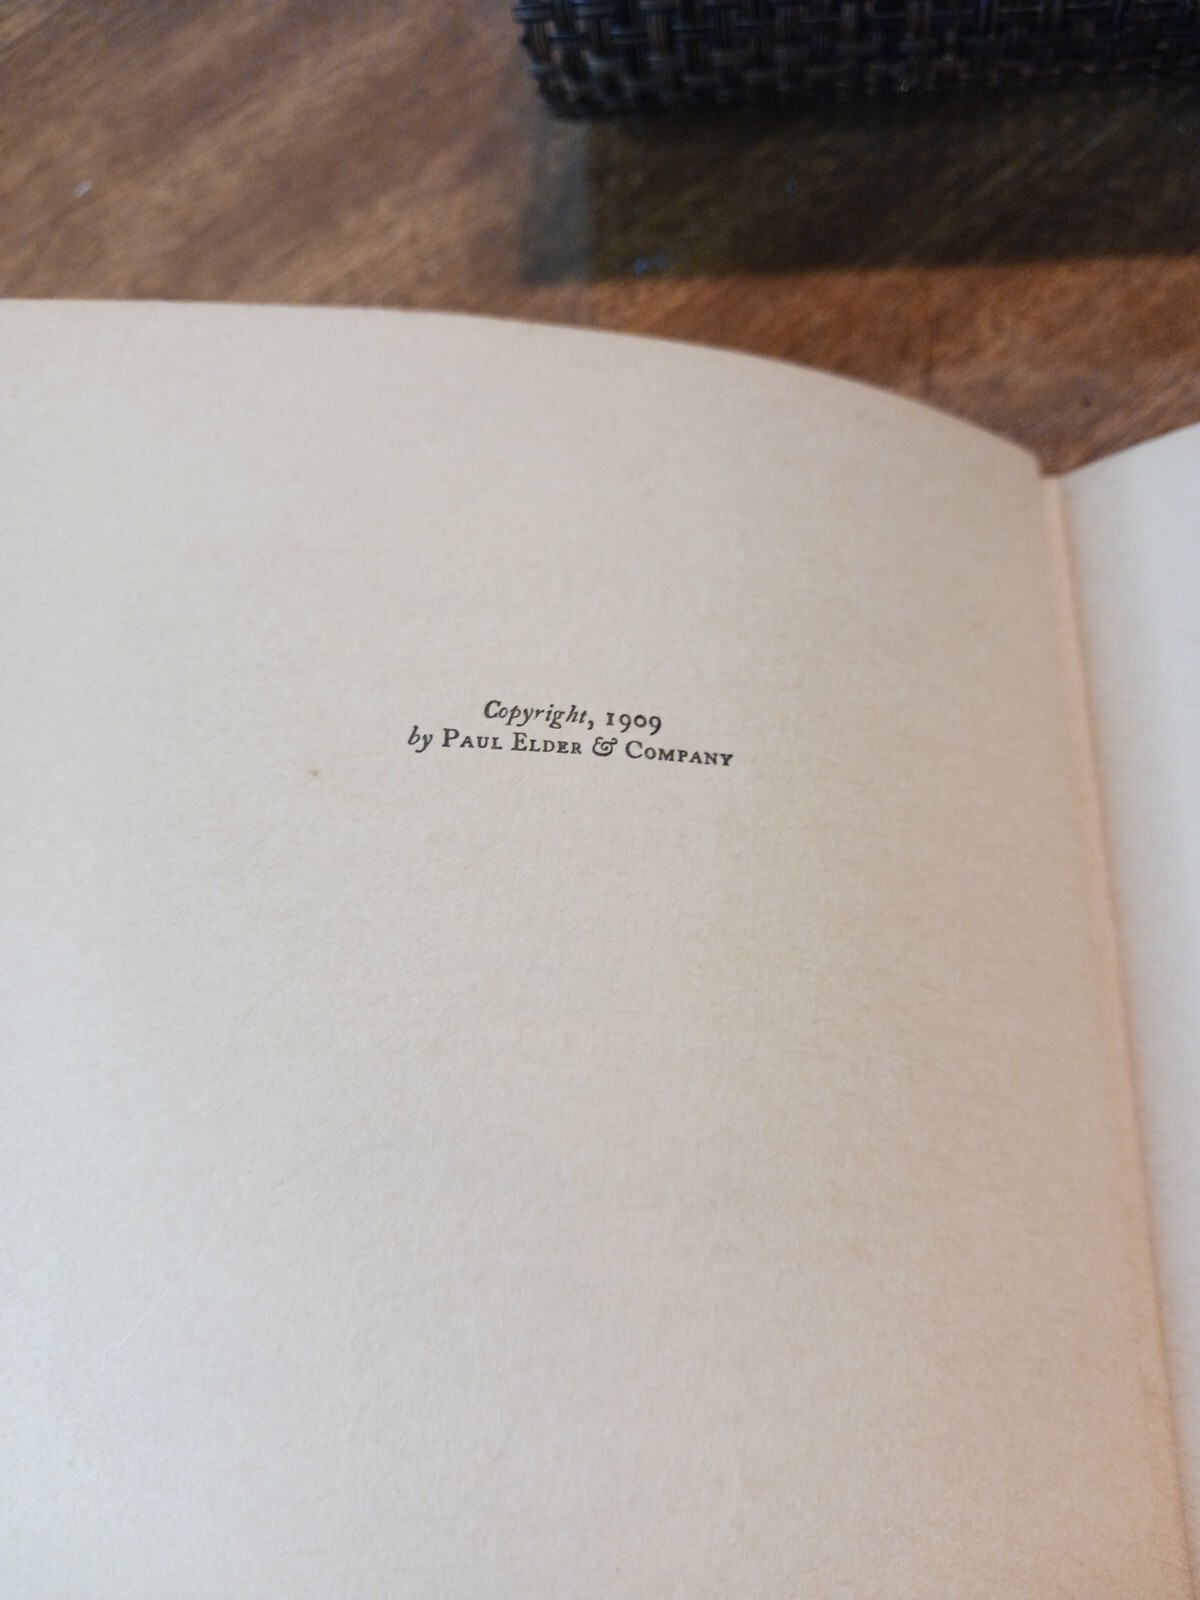 Copyright, 1909
by PAUL ELDER & COMPANY